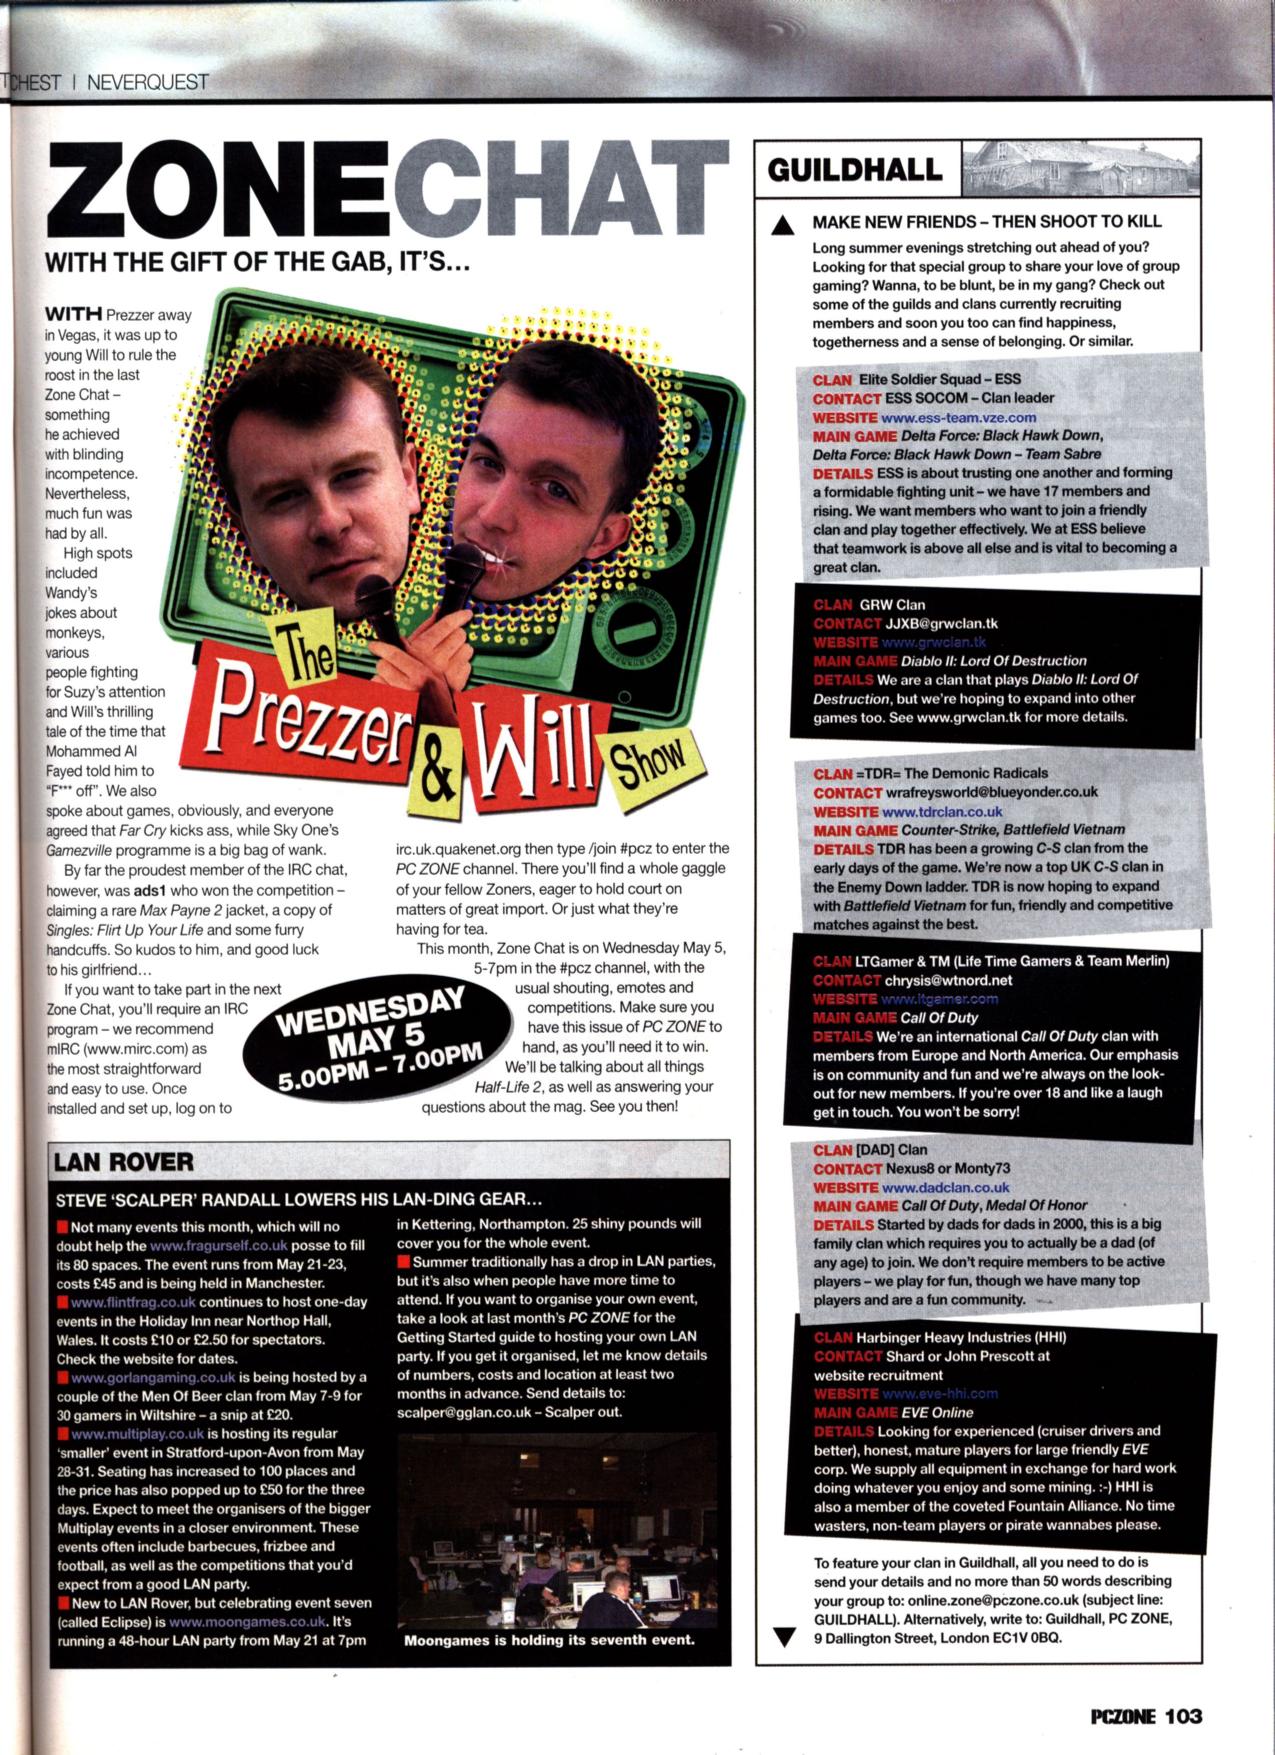 CHEST | NEVERQUEST
ZONECHAT
WITH THE GIFT OF THE GAB, IT'S...
WITH Prezzer away
in Vegas, it was up to
young Will to rule the
roost in the last
Zone Chat –
something
he achieved
with blinding
incompetence.
Nevertheless,
much fun was
had by all.
High spots
included
Wandy's
jokes about
monkeys,
various
people fighting
for Suzy's attention
and Will's thrilling
tale of the time that
Mohammed Al
Fayed told him to
"F*** off". We also
spoke about games, obviously, and everyone
agreed that Far Cry kicks ass, while Sky One's
Gamezville programme is a big bag of wank.
By far the proudest member of the IRC chat,
however, was ads1 who won the competition –
claiming a rare Max Payne 2 jacket, a copy of
Singles: Flirt Up Your Life and some furry
handcuffs. So kudos to him, and good luck
to his girlfriend...
If you want to take part in the next
Zone Chat, you'll require an IRC
program – we recommend
mIRC (www.mirc.com) as
the most straightforward
and easy to use. Once
installed and set up, log on to
The
Prezzer
& Will
Show
irc.uk.quakenet.org then type /join #pcz to enter the
PC ZONE channel. There you'll find a whole gaggle
of your fellow Zoners, eager to hold court on
matters of great import. Or just what they're
having for tea.
This month, Zone Chat is on Wednesday May 5,
5-7pm in the #pcz channel, with the
usual shouting, emotes and
competitions. Make sure you
have this issue of PC ZONE to
hand, as you'll need it to win.
We'll be talking about all things
Half-Life 2, as well as answering your
questions about the mag. See you then!
WEDNESDAY
MAY 5
5.00PM – 7.00PM
LAN ROVER
STEVE 'SCALPER' RANDALL LOWERS HIS LAN-DING GEAR...
Not many events this month, which will no
doubt help the www.fragurself.co.uk posse to fill
its 80 spaces. The event runs from May 21-23,
costs £45 and is being held in Manchester.
www.flintfrag.co.uk continues to host one-day
events in the Holiday Inn near Northop Hall,
Wales. It costs £10 or £2.50 for spectators.
Check the website for dates.
www.gorlangaming.co.uk is being hosted by a
couple of the Men Of Beer clan from May 7-9 for
30 gamers in Wiltshire – a snip at £20.
www.multiplay.co.uk is hosting its regular
'smaller' event in Stratford-upon-Avon from May
28-31. Seating has increased to 100 places and
the price has also popped up to £50 for the three
days. Expect to meet the organisers of the bigger
Multiplay events in a closer environment. These
events often include barbecues, frizbee and
football, as well as the competitions that you'd
expect from a good LAN party.
New to LAN Rover, but celebrating event seven
(called Eclipse) is www.moongames.co.uk. It's
running a 48-hour LAN party from May 21 at 7pm
in Kettering, Northampton. 25 shiny pounds will
cover you for the whole event.
Summer traditionally has a drop in LAN parties,
but it's also when people have more time to
attend. If you want to organise your own event,
take a look at last month's PC ZONE for the
Getting Started guide to hosting your own LAN
party. If you get it organised, let me know details
of numbers, costs and location at least two
months in advance. Send details to:
scalper@gglan.co.uk – Scalper out.
Moongames is holding its seventh event.
GUILDHALL
MAKE NEW FRIENDS – THEN SHOOT TO KILL
Long summer evenings stretching out ahead of you?
Looking for that special group to share your love of group
gaming? Wanna, to be blunt, be in my gang? Check out
some of the guilds and clans currently recruiting
members and soon you too can find happiness,
togetherness and a sense of belonging. Or similar.
CLAN Elite Soldier Squad – ESS
CONTACT ESS SOCOM – Clan leader
WEBSITE www.ess-team.vze.com
MAIN GAME Delta Force: Black Hawk Down,
Delta Force: Black Hawk Down – Team Sabre
DETAILS ESS is about trusting one another and forming
a formidable fighting unit – we have 17 members and
rising. We want members who want to join a friendly
clan and play together effectively. We at ESS believe
that teamwork is above all else and is vital to becoming a
great clan.
CLAN GRW Clan
CONTACT JJXB@grwclan.tk
WEBSITE www.grwclan.tk
MAIN GAME Diablo II: Lord Of Destruction
DETAILS We are a clan that plays Diablo II: Lord Of
Destruction, but we're hoping to expand into other
games too. See www.grwclan.tk for more details.
CLAN =TDR= The Demonic Radicals
CONTACT wrafreysworld@blueyonder.co.uk
WEBSITE www.tdrclan.co.uk
MAIN GAME Counter-Strike, Battlefield Vietnam
DETAILS TDR has been a growing C-S clan from the
early days of the game. We're now a top UK C-S clan in
the Enemy Down ladder. TDR is now hoping to expand
with Battlefield Vietnam for fun, friendly and competitive
matches against the best.
CLAN LTGamer & TM (Life Time Gamers & Team Merlin)
CONTACT chrysis@wtnord.net
WEBSITE www.ltgamer.com
MAIN GAME Call Of Duty
DETAILS We're an international Call Of Duty clan with
members from Europe and North America. Our emphasis
is on community and fun and we're always on the look-
out for new members. If you're over 18 and like a laugh
get in touch. You won't be sorry!
CLAN [DAD] Clan
CONTACT Nexus8 or Monty73
WEBSITE www.dadclan.co.uk
MAIN GAME Call Of Duty, Medal Of Honor
DETAILS Started by dads for dads in 2000, this is a big
family clan which requires you to actually be a dad (of
any age) to join. We don't require members to be active
players – we play for fun, though we have many top
players and are a fun community.
CLAN Harbinger Heavy Industries (HHI)
CONTACT Shard or John Prescott at
website recruitment
WEBSITE www.eve-hhi.com
MAIN GAME EVE Online
DETAILS Looking for experienced (cruiser drivers and
better), honest, mature players for large friendly EVE
corp. We supply all equipment in exchange for hard work
doing whatever you enjoy and some mining. :-) HHI is
also a member of the coveted Fountain Alliance. No time
wasters, non-team players or pirate wannabes please.
To feature your clan in Guildhall, all you need to do is
send your details and no more than 50 words describing
your group to: online.zone@pczone.co.uk (subject line:
GUILDHALL). Alternatively, write to: Guildhall, PC ZONE,
9 Dallington Street, London EC1V 0BQ.
PCZONE 103